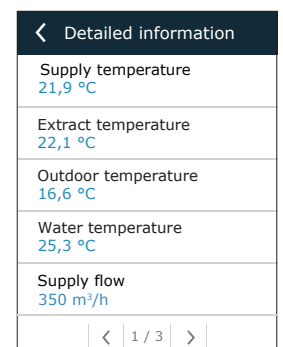 Detailed information
Supply temperature
21,9 °C
Extract temperature
22,1 °C
Outdoor temperature
16,6 °C
Water temperature
25,3 °C
Supply flow
350 m³/h
1 / 3